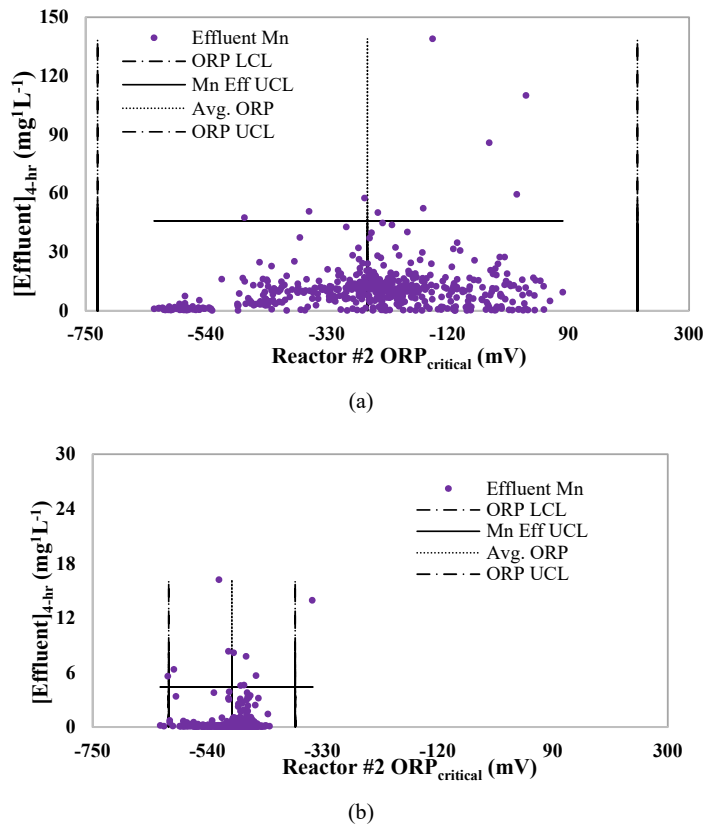 150
120
90
60
30
0
[Effluent]4-hr (mg¹L⁻¹)
Effluent Mn
ORP LCL
Mn Eff UCL
Avg. ORP
ORP UCL
-750 -540 -330 -120 90 300
Reactor #2 ORPcritical (mV)
(a)
30
24
18
12
6
0
[Effluent]4-hr (mg¹L⁻¹)
Effluent Mn
ORP LCL
Mn Eff UCL
Avg. ORP
ORP UCL
-750 -540 -330 -120 90 300
Reactor #2 ORPcritical (mV)
(b)